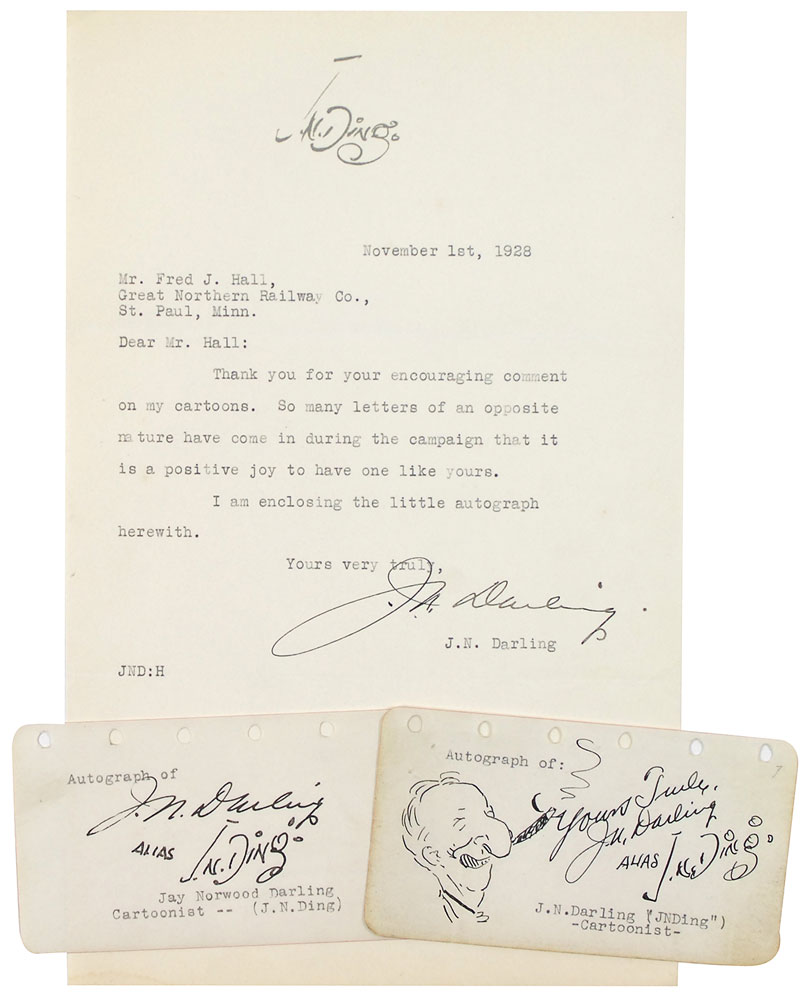 J.N.Ding.
November 1st, 1928
Mr. Fred J. Hall,
Great Northern Railway Co.,
St. Paul, Minn.
Dear Mr. Hall:
Thank you for your encouraging comment
on my cartoons. So many letters of an opposite
nature have come in during the campaign that it
is a positive joy to have one like yours.
I am enclosing the little autograph
herewith.
Yours very truly,
J.N. Darling
J.N. Darling
JND:H
Autograph of
J.N. Darling
ALIAS J.N.DING.
Jay Norwood Darling
Cartoonist -- (J.N.Ding)
7
Autograph of:
Yours Truly.
J.N. Darling
ALIAS J.N.DING.
J.N.Darling ("JNDing")
-Cartoonist-